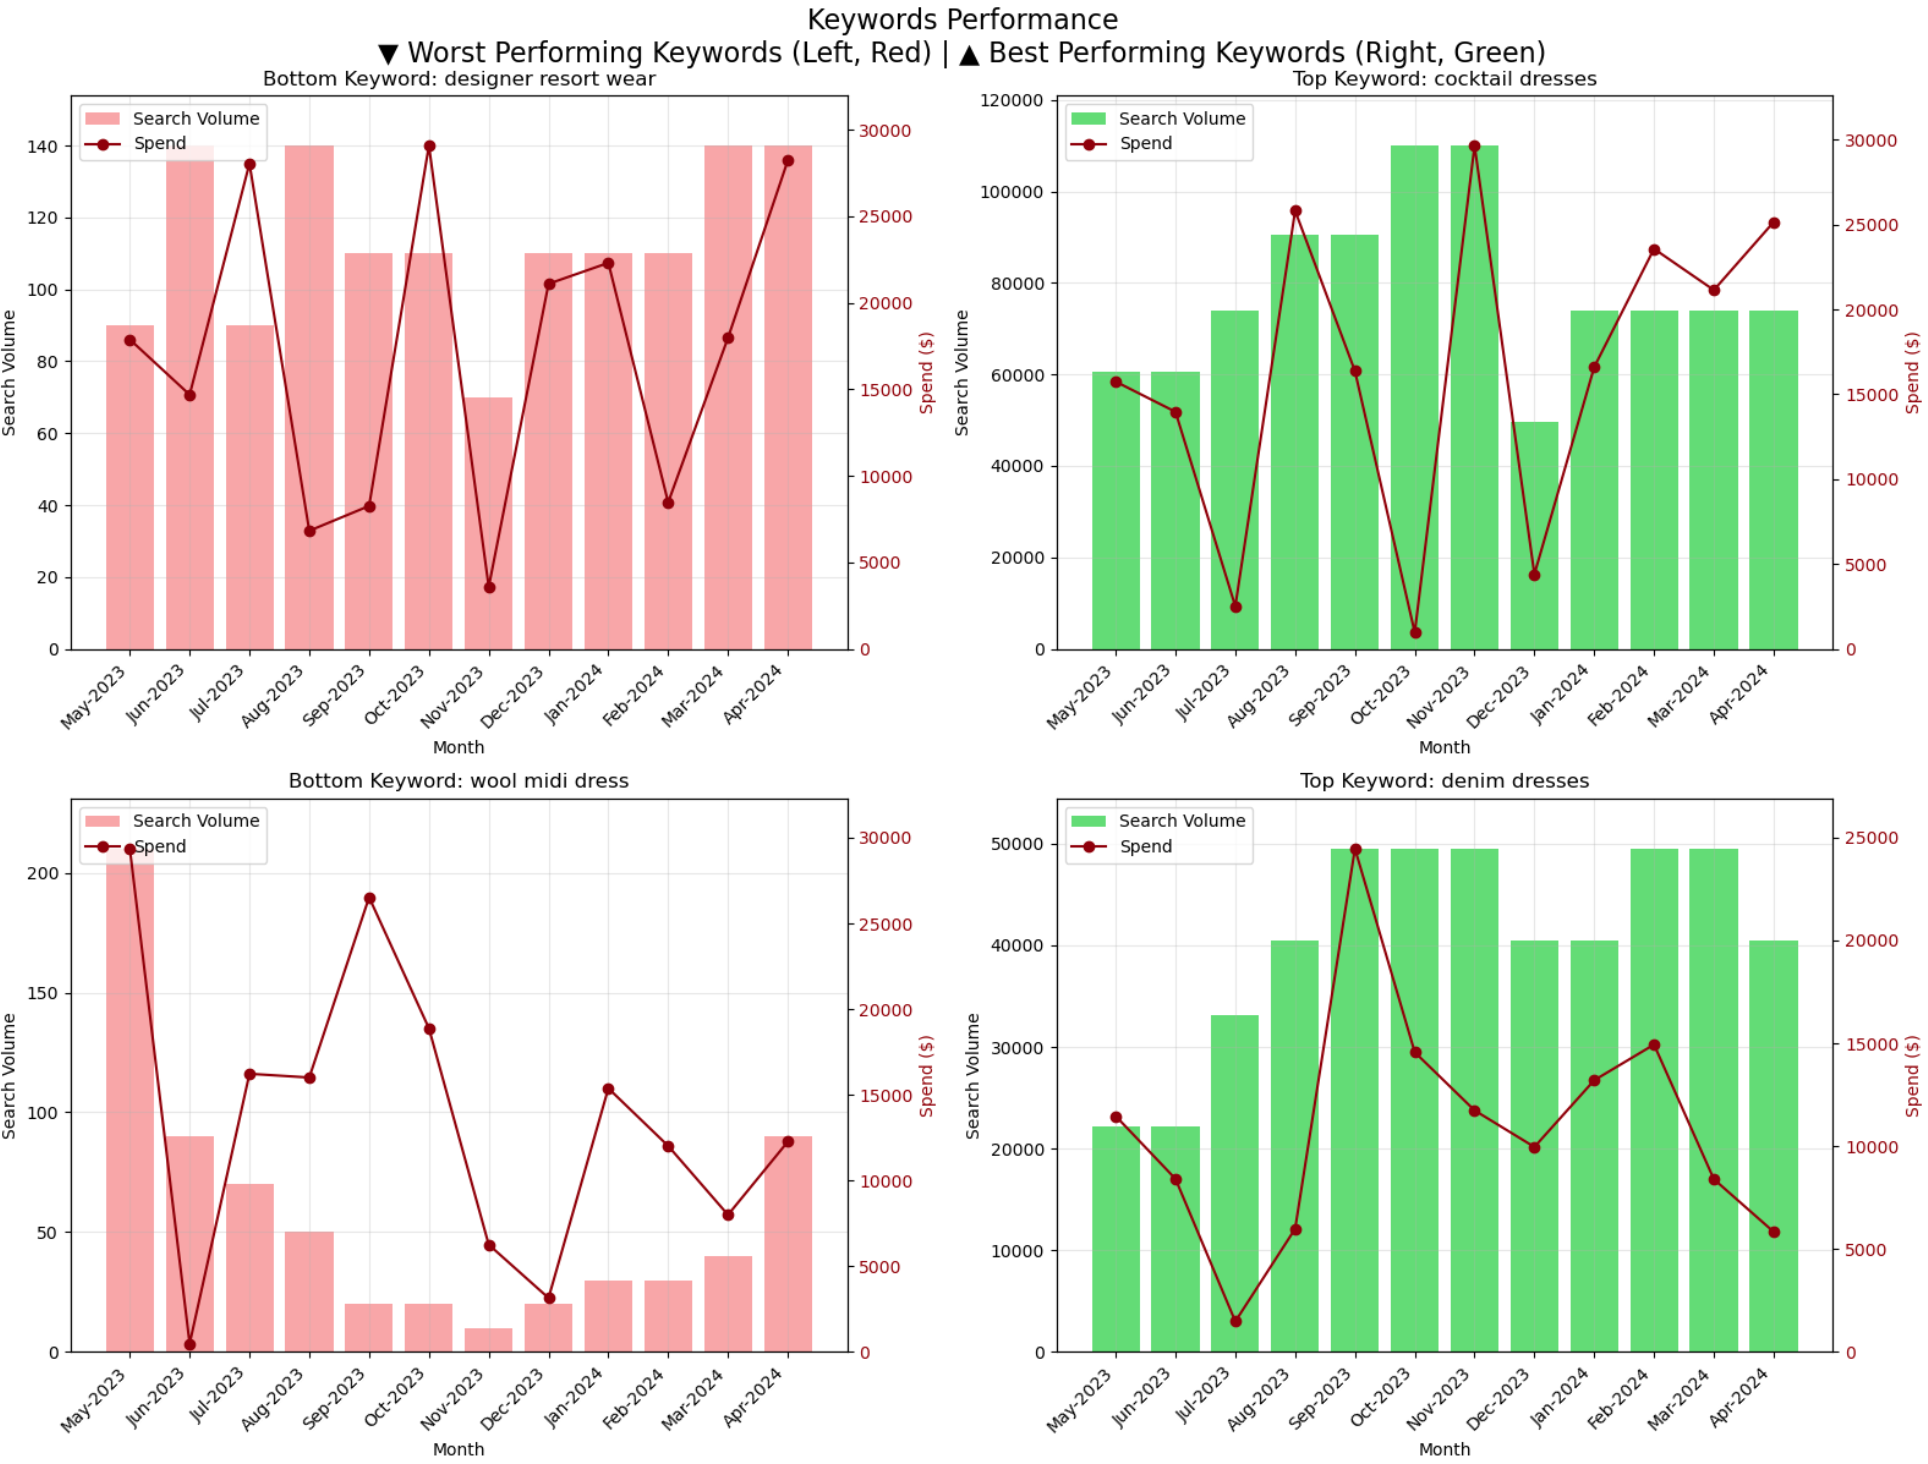 Keywords Performance
▼ Worst Performing Keywords (Left, Red) | ▲ Best Performing Keywords (Right, Green)
Bottom Keyword: designer resort wear
Search Volume
Spend
140
120
100
80
60
40
20
0
Search Volume
30000
25000
20000
15000
10000
5000
0
Spend ($)
May-2023
Jun-2023
Jul-2023
Aug-2023
Sep-2023
Oct-2023
Nov-2023
Dec-2023
Jan-2024
Feb-2024
Mar-2024
Apr-2024
Month
Top Keyword: cocktail dresses
Search Volume
Spend
120000
100000
80000
60000
40000
20000
0
Search Volume
30000
25000
20000
15000
10000
5000
0
Spend ($)
May-2023
Jun-2023
Jul-2023
Aug-2023
Sep-2023
Oct-2023
Nov-2023
Dec-2023
Jan-2024
Feb-2024
Mar-2024
Apr-2024
Month
Bottom Keyword: wool midi dress
Search Volume
Spend
200
150
100
50
0
Search Volume
30000
25000
20000
15000
10000
5000
0
Spend ($)
May-2023
Jun-2023
Jul-2023
Aug-2023
Sep-2023
Oct-2023
Nov-2023
Dec-2023
Jan-2024
Feb-2024
Mar-2024
Apr-2024
Month
Top Keyword: denim dresses
Search Volume
Spend
50000
40000
30000
20000
10000
0
Search Volume
25000
20000
15000
10000
5000
0
Spend ($)
May-2023
Jun-2023
Jul-2023
Aug-2023
Sep-2023
Oct-2023
Nov-2023
Dec-2023
Jan-2024
Feb-2024
Mar-2024
Apr-2024
Month